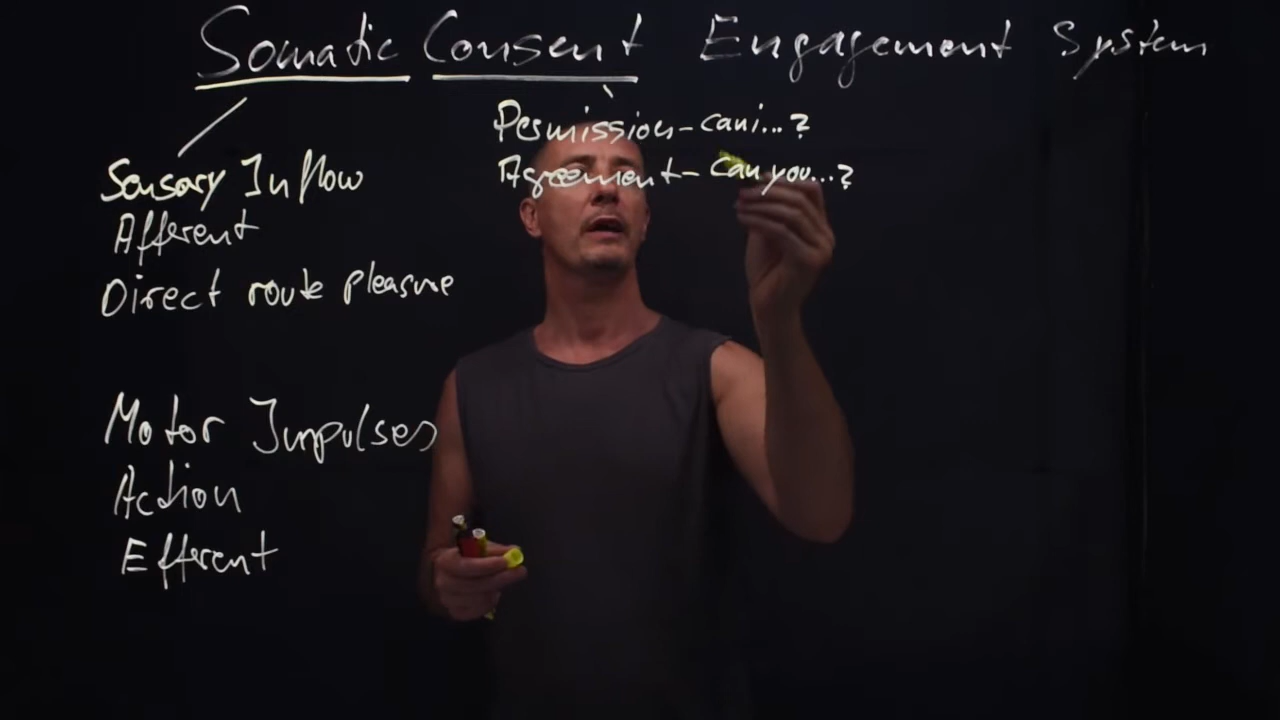 Somatic Consent Engagement System
Permission - can i...?
Agreement - Can you...?
Sensory Inflow
Afferent
Direct route pleasure
Motor Impulses
Action
Efferent